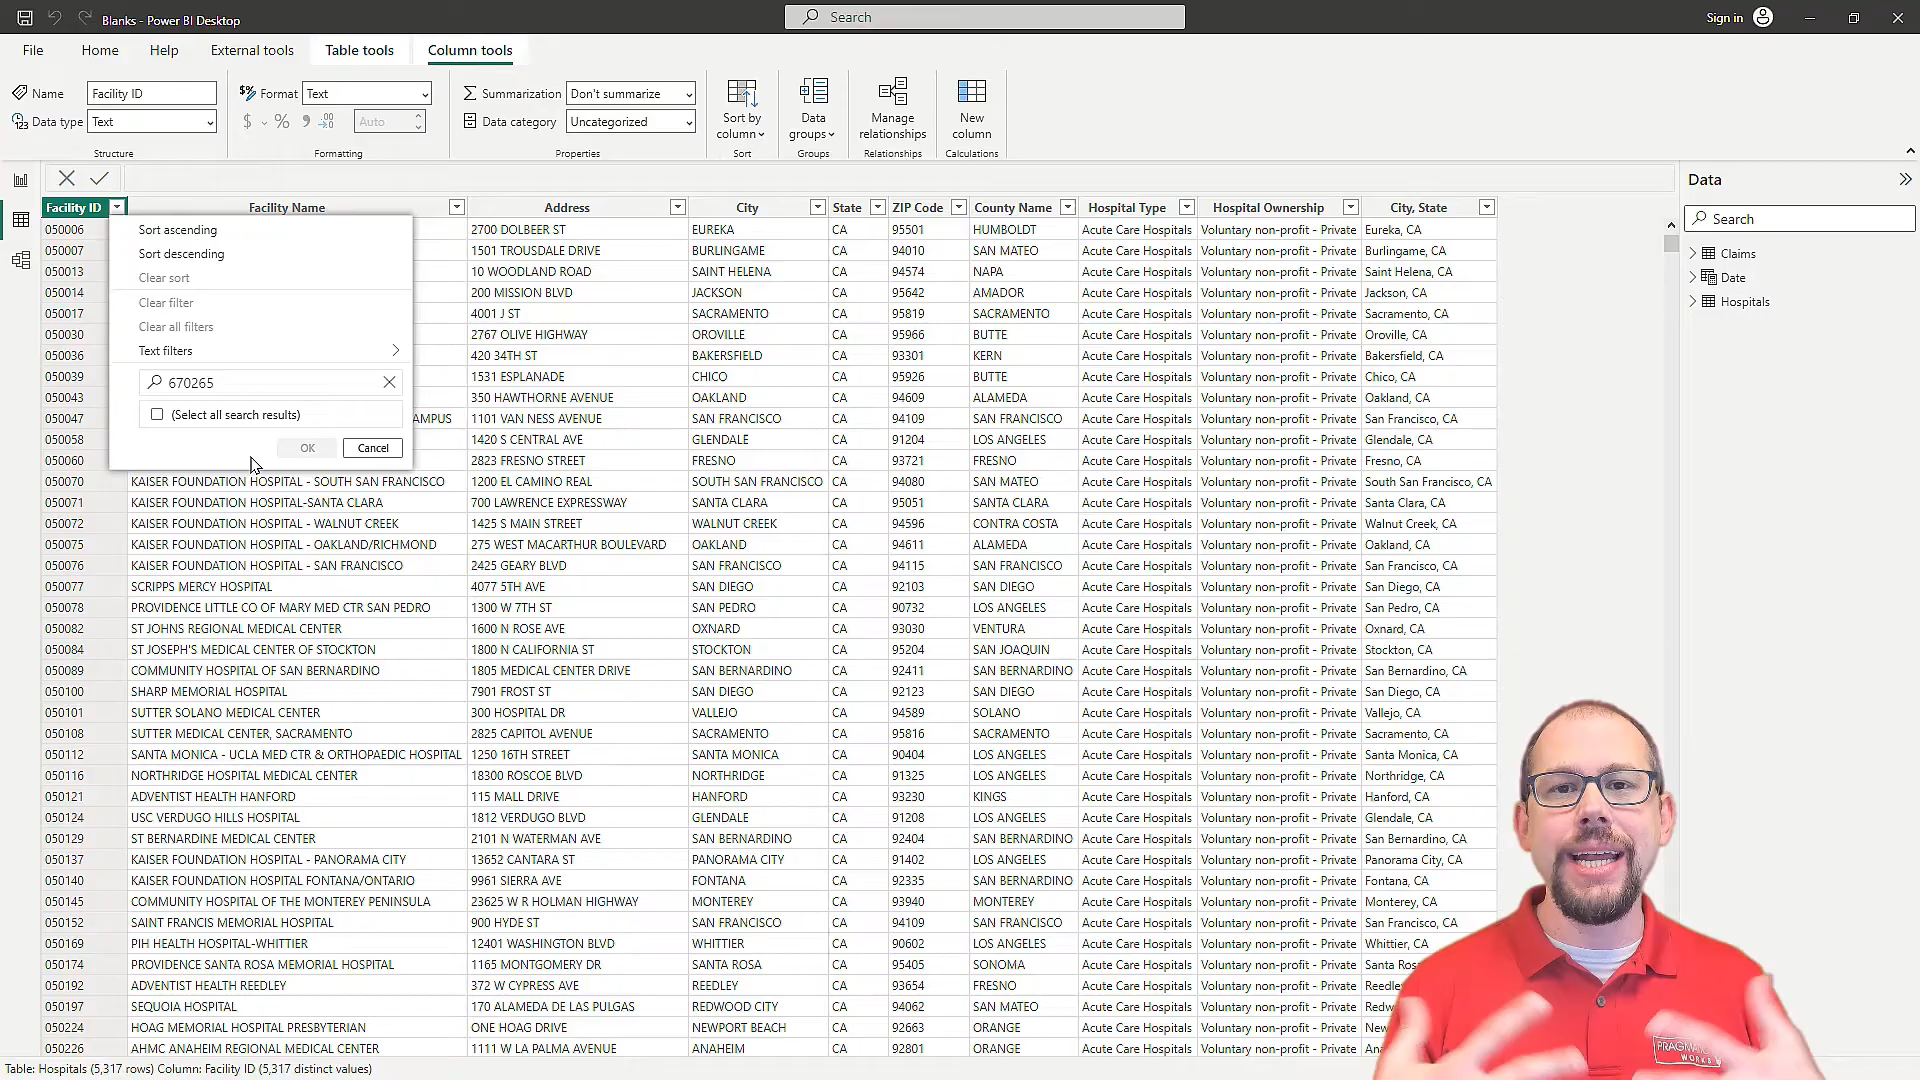 Blanks - Power BI Desktop
Search
Sign in
File Home Help External tools Table tools Column tools
Name Facility ID
Data type Text
Structure
$% Format Text
$ % 9 .00 Auto
Formatting
Summarization Don't summarize
Data category Uncategorized
Properties
Sort by column
Sort
Data groups
Groups
Manage relationships
Relationships
New column
Calculations
Facility ID Facility Name Address City State ZIP Code County Name Hospital Type Hospital Ownership City, State
Sort ascending
Sort descending
Clear sort
Clear filter
Clear all filters
Text filters
670265
(Select all search results)
OK Cancel
050006 2700 DOLBEER ST EUREKA CA 95501 HUMBOLDT Acute Care Hospitals Voluntary non-profit - Private Eureka, CA
050007 1501 TROUSDALE DRIVE BURLINGAME CA 94010 SAN MATEO Acute Care Hospitals Voluntary non-profit - Private Burlingame, CA
050013 10 WOODLAND ROAD SAINT HELENA CA 94574 NAPA Acute Care Hospitals Voluntary non-profit - Private Saint Helena, CA
050014 200 MISSION BLVD JACKSON CA 95642 AMADOR Acute Care Hospitals Voluntary non-profit - Private Jackson, CA
050017 4001 J ST SACRAMENTO CA 95819 SACRAMENTO Acute Care Hospitals Voluntary non-profit - Private Sacramento, CA
050030 2767 OLIVE HIGHWAY OROVILLE CA 95966 BUTTE Acute Care Hospitals Voluntary non-profit - Private Oroville, CA
050036 420 34TH ST BAKERSFIELD CA 93301 KERN Acute Care Hospitals Voluntary non-profit - Private Bakersfield, CA
050039 1531 ESPLANADE CHICO CA 95926 BUTTE Acute Care Hospitals Voluntary non-profit - Private Chico, CA
050043 350 HAWTHORNE AVENUE OAKLAND CA 94609 ALAMEDA Acute Care Hospitals Voluntary non-profit - Private Oakland, CA
050047 AMPUS 1101 VAN NESS AVENUE SAN FRANCISCO CA 94109 SAN FRANCISCO Acute Care Hospitals Voluntary non-profit - Private San Francisco, CA
050058 1420 S CENTRAL AVE GLENDALE CA 91204 LOS ANGELES Acute Care Hospitals Voluntary non-profit - Private Glendale, CA
050060 2823 FRESNO STREET FRESNO CA 93721 FRESNO Acute Care Hospitals Voluntary non-profit - Private Fresno, CA
050070 KAISER FOUNDATION HOSPITAL - SOUTH SAN FRANCISCO 1200 EL CAMINO REAL SOUTH SAN FRANCISCO CA 94080 SAN MATEO Acute Care Hospitals Voluntary non-profit - Private South San Francisco, CA
050071 KAISER FOUNDATION HOSPITAL-SANTA CLARA 700 LAWRENCE EXPRESSWAY SANTA CLARA CA 95051 SANTA CLARA Acute Care Hospitals Voluntary non-profit - Private Santa Clara, CA
050072 KAISER FOUNDATION HOSPITAL - WALNUT CREEK 1425 S MAIN STREET WALNUT CREEK CA 94596 CONTRA COSTA Acute Care Hospitals Voluntary non-profit - Private Walnut Creek, CA
050075 KAISER FOUNDATION HOSPITAL - OAKLAND/RICHMOND 275 WEST MACARTHUR BOULEVARD OAKLAND CA 94611 ALAMEDA Acute Care Hospitals Voluntary non-profit - Private Oakland, CA
050076 KAISER FOUNDATION HOSPITAL - SAN FRANCISCO 2425 GEARY BLVD SAN FRANCISCO CA 94115 SAN FRANCISCO Acute Care Hospitals Voluntary non-profit - Private San Francisco, CA
050077 SCRIPPS MERCY HOSPITAL 4077 5TH AVE SAN DIEGO CA 92103 SAN DIEGO Acute Care Hospitals Voluntary non-profit - Private San Diego, CA
050078 PROVIDENCE LITTLE CO OF MARY MED CTR SAN PEDRO 1300 W 7TH ST SAN PEDRO CA 90732 LOS ANGELES Acute Care Hospitals Voluntary non-profit - Private San Pedro, CA
050082 ST JOHNS REGIONAL MEDICAL CENTER 1600 N ROSE AVE OXNARD CA 93030 VENTURA Acute Care Hospitals Voluntary non-profit - Private Oxnard, CA
050084 ST JOSEPH'S MEDICAL CENTER OF STOCKTON 1800 N CALIFORNIA ST STOCKTON CA 95204 SAN JOAQUIN Acute Care Hospitals Voluntary non-profit - Private Stockton, CA
050089 COMMUNITY HOSPITAL OF SAN BERNARDINO 1805 MEDICAL CENTER DRIVE SAN BERNARDINO CA 92411 SAN BERNARDINO Acute Care Hospitals Voluntary non-profit - Private San Bernardino, CA
050100 SHARP MEMORIAL HOSPITAL 7901 FROST ST SAN DIEGO CA 92123 SAN DIEGO Acute Care Hospitals Voluntary non-profit - Private San Diego, CA
050101 SUTTER SOLANO MEDICAL CENTER 300 HOSPITAL DR VALLEJO CA 94589 SOLANO Acute Care Hospitals Voluntary non-profit - Private Vallejo, CA
050108 SUTTER MEDICAL CENTER, SACRAMENTO 2825 CAPITOL AVENUE SACRAMENTO CA 95816 SACRAMENTO Acute Care Hospitals Voluntary non-profit - Private Sacramento, CA
050112 SANTA MONICA - UCLA MED CTR & ORTHOPAEDIC HOSPITAL 1250 16TH STREET SANTA MONICA CA 90404 LOS ANGELES Acute Care Hospitals Voluntary non-profit - Private Santa Monica, CA
050116 NORTHRIDGE HOSPITAL MEDICAL CENTER 18300 ROSCOE BLVD NORTHRIDGE CA 91325 LOS ANGELES Acute Care Hospitals Voluntary non-profit - Private Northridge, CA
050121 ADVENTIST HEALTH HANFORD 115 MALL DRIVE HANFORD CA 93230 KINGS Acute Care Hospitals Voluntary non-profit - Private Hanford, CA
050124 USC VERDUGO HILLS HOSPITAL 1812 VERDUGO BLVD GLENDALE CA 91208 LOS ANGELES Acute Care Hospitals Voluntary non-profit - Private Glendale, CA
050129 ST BERNARDINE MEDICAL CENTER 2101 N WATERMAN AVE SAN BERNARDINO CA 92404 SAN BERNARDINO Acute Care Hospitals Voluntary non-profit - Private San Bernardino, CA
050137 KAISER FOUNDATION HOSPITAL - PANORAMA CITY 13652 CANTARA ST PANORAMA CITY CA 91402 LOS ANGELES Acute Care Hospitals Voluntary non-profit - Private Panorama City, CA
050140 KAISER FOUNDATION HOSPITAL FONTANA/ONTARIO 9961 SIERRA AVE FONTANA CA 92335 SAN BERNARDINO Acute Care Hospitals Voluntary non-profit - Private Fontana, CA
050145 COMMUNITY HOSPITAL OF THE MONTEREY PENINSULA 23625 W R HOLMAN HIGHWAY MONTEREY CA 93940 MONTEREY Acute Care Hospitals Voluntary non-profit - Private Monterey, CA
050152 SAINT FRANCIS MEMORIAL HOSPITAL 900 HYDE ST SAN FRANCISCO CA 94109 SAN FRANCISCO Acute Care Hospitals Voluntary non-profit - Private San Francisco, CA
050169 PIH HEALTH HOSPITAL-WHITTIER 12401 WASHINGTON BLVD WHITTIER CA 90602 LOS ANGELES Acute Care Hospitals Voluntary non-profit - Private Whittier, CA
050174 PROVIDENCE SANTA ROSA MEMORIAL HOSPITAL 1165 MONTGOMERY DR SANTA ROSA CA 95405 SONOMA Acute Care Hospitals Voluntary non-profit - Private Santa Ros
050192 ADVENTIST HEALTH REEDLEY 372 W CYPRESS AVE REEDLEY CA 93654 FRESNO Acute Care Hospitals Voluntary non-profit - Private Reedle
050197 SEQUOIA HOSPITAL 170 ALAMEDA DE LAS PULGAS REDWOOD CITY CA 94062 SAN MATEO Acute Care Hospitals Voluntary non-profit - Private Redw
050224 HOAG MEMORIAL HOSPITAL PRESBYTERIAN ONE HOAG DRIVE NEWPORT BEACH CA 92663 ORANGE Acute Care Hospitals Voluntary non-profit - Private New
050226 AHMC ANAHEIM REGIONAL MEDICAL CENTER 1111 W LA PALMA AVENUE ANAHEIM CA 92801 ORANGE Acute Care Hospitals Voluntary non-profit - Private Ana
Data
Search
Claims
Date
Hospitals
PRAGMA
WORKS
Table: Hospitals (5,317 rows) Column: Facility ID (5,317 distinct values)